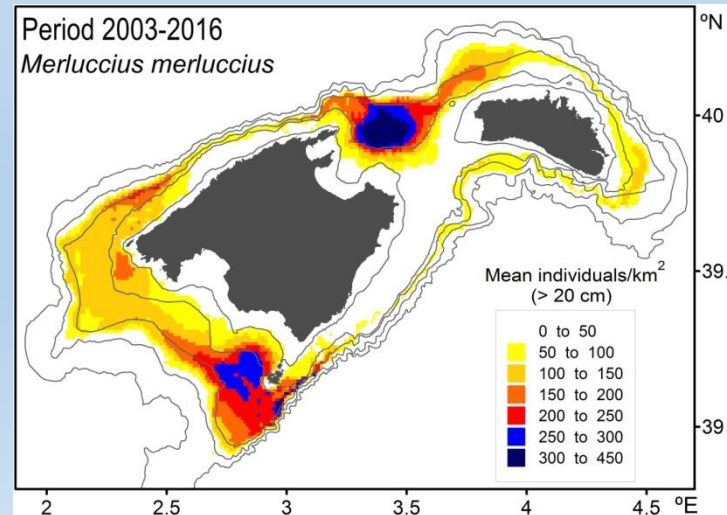 Period 2003-2016
Merluccius merluccius
ºN
40
39.
39
Mean individuals/km²
(> 20 cm)
0 to 50
50 to 100
100 to 150
150 to 200
200 to 250
250 to 300
300 to 450
2 2.5 3 3.5 4 4.5 ºE